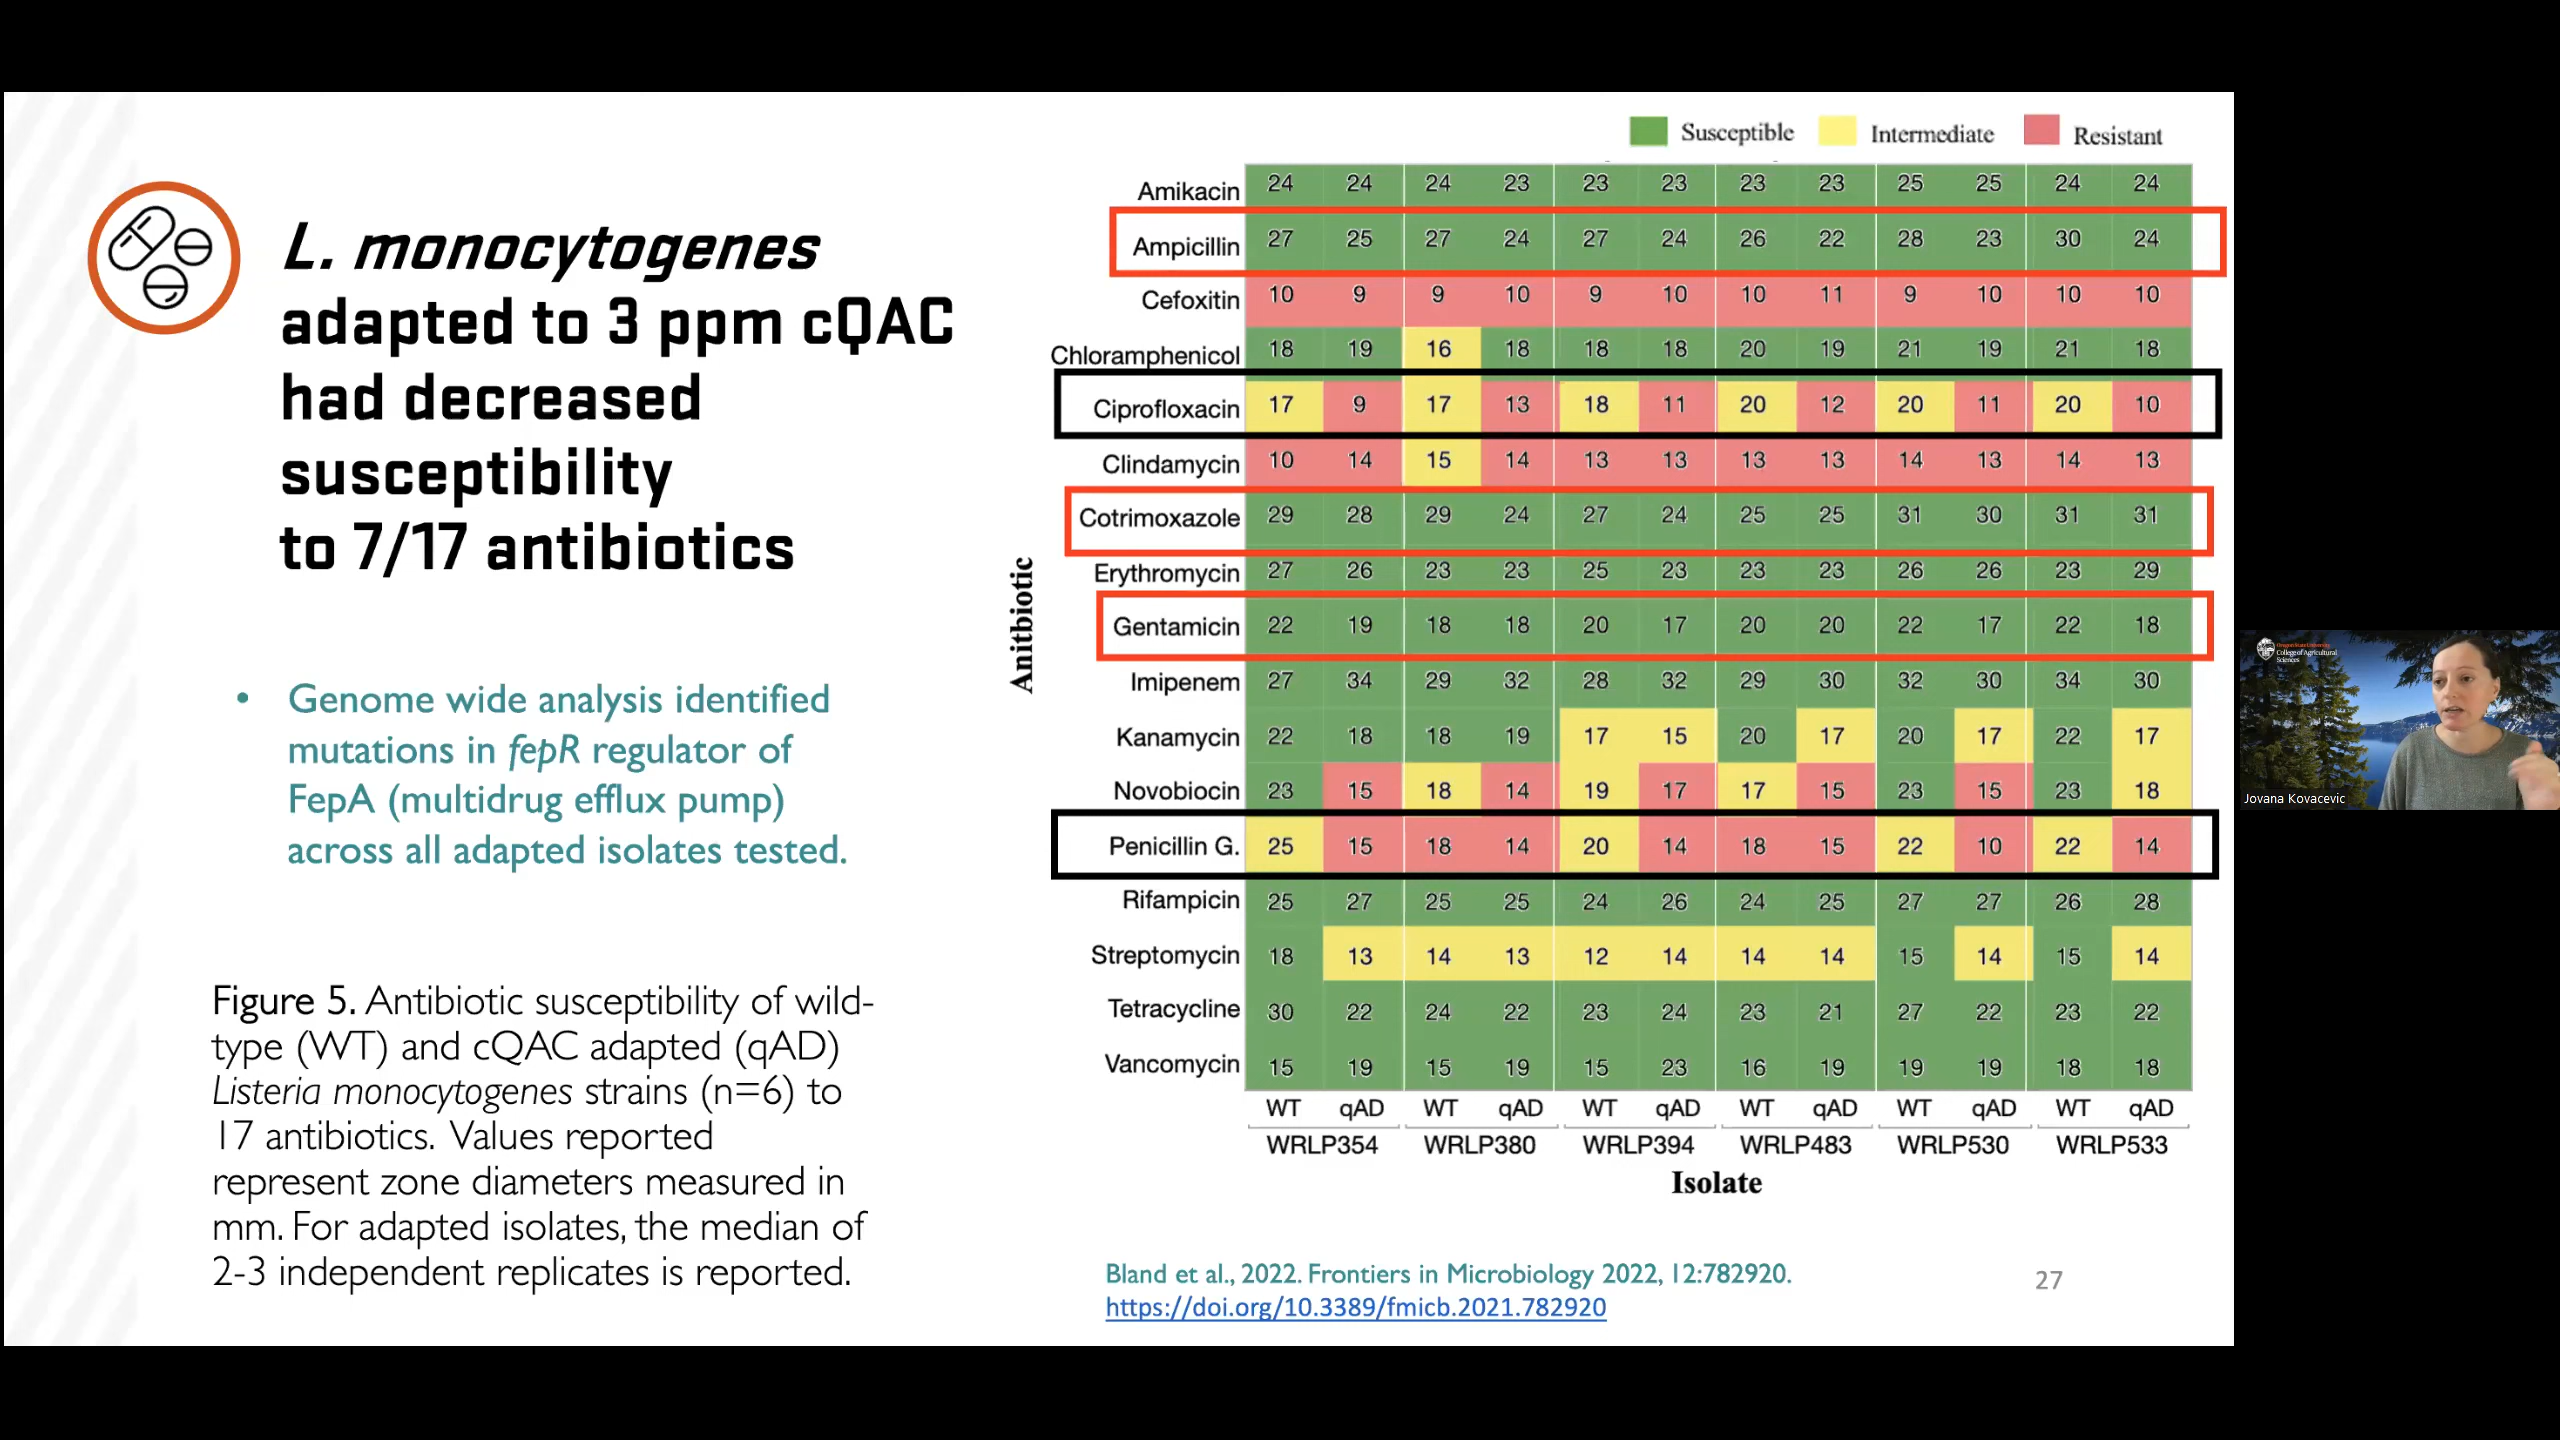 L. monocytogenes
adapted to 3 ppm cQAC
had decreased
susceptibility
to 7/17 antibiotics
• Genome wide analysis identified
mutations in fepR regulator of
FepA (multidrug efflux pump)
across all adapted isolates tested.
Figure 5. Antibiotic susceptibility of wild-
type (WT) and cQAC adapted (qAD)
Listeria monocytogenes strains (n=6) to
17 antibiotics. Values reported
represent zone diameters measured in
mm. For adapted isolates, the median of
2-3 independent replicates is reported.
Susceptible Intermediate Resistant
Anitbiotic
Amikacin 24 24 24 23 23 23 23 23 25 25 24 24
Ampicillin 27 25 27 24 27 24 26 22 28 23 30 24
Cefoxitin 10 9 9 10 9 10 10 11 9 10 10 10
Chloramphenicol 18 19 16 18 18 18 20 19 21 19 21 18
Ciprofloxacin 17 9 17 13 18 11 20 12 20 11 20 10
Clindamycin 10 14 15 14 13 13 13 13 14 13 14 13
Cotrimoxazole 29 28 29 24 27 24 25 25 31 30 31 31
Erythromycin 27 26 23 23 25 23 23 23 26 26 23 29
Gentamicin 22 19 18 18 20 17 20 20 22 17 22 18
Imipenem 27 34 29 32 28 32 29 30 32 30 34 30
Kanamycin 22 18 18 19 17 15 20 17 20 17 22 17
Novobiocin 23 15 18 14 19 17 17 15 23 15 23 18
Penicillin G. 25 15 18 14 20 14 18 15 22 10 22 14
Rifampicin 25 27 25 25 24 26 24 25 27 27 26 28
Streptomycin 18 13 14 13 12 14 14 14 15 14 15 14
Tetracycline 30 22 24 22 23 24 23 21 27 22 23 22
Vancomycin 15 19 15 19 15 23 16 19 19 19 18 18
WT qAD WT qAD WT qAD WT qAD WT qAD WT qAD
WRLP354 WRLP380 WRLP394 WRLP483 WRLP530 WRLP533
Isolate
Bland et al., 2022. Frontiers in Microbiology 2022, 12:782920.
https://doi.org/10.3389/fmicb.2021.782920
27
Oregon State University
College of Agricultural
Sciences
Jovana Kovacevic